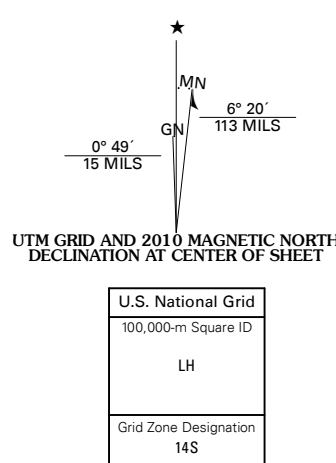 ★
MN
GN
6° 20´
113 MILS
0° 49´
15 MILS
UTM GRID AND 2010 MAGNETIC NORTH
DECLINATION AT CENTER OF SHEET
U.S. National Grid
100,000-m Square ID
LH
Grid Zone Designation
14S